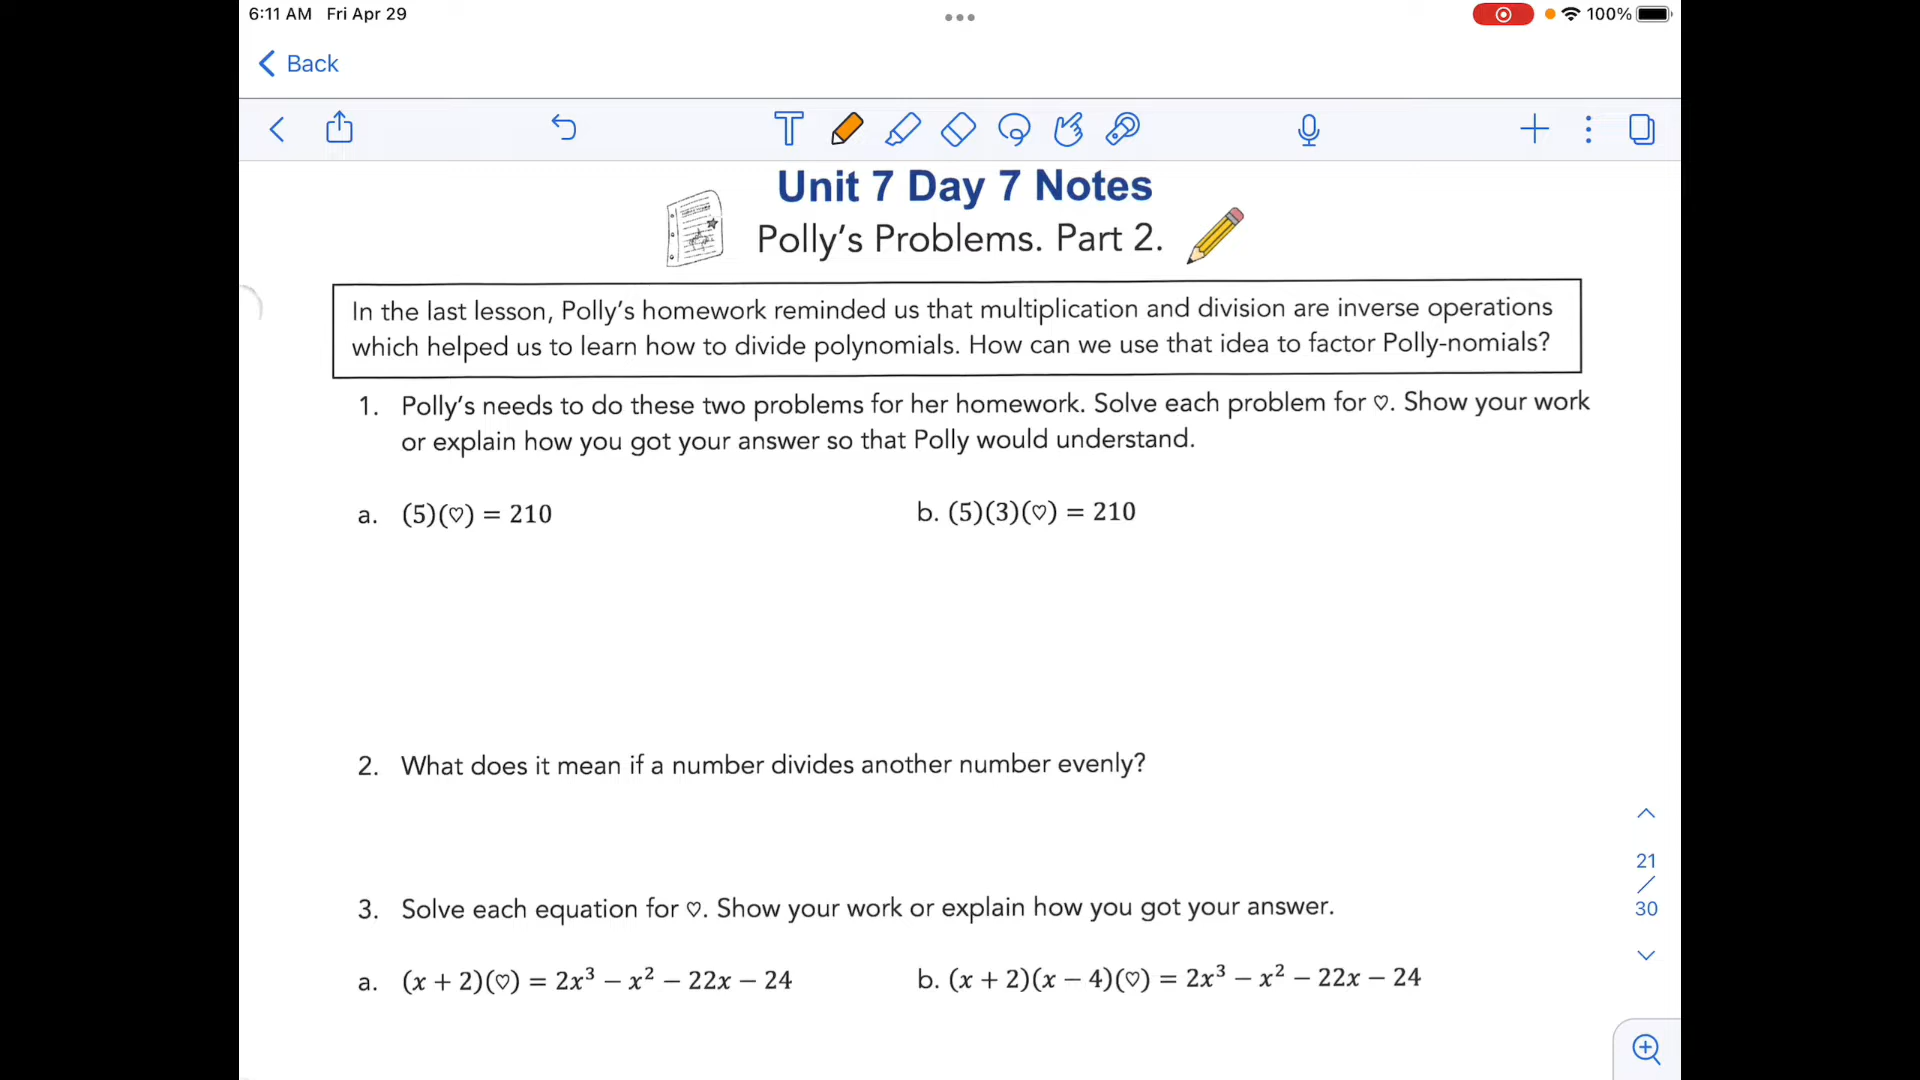 6:11 AM Fri Apr 29
100%
Back
Unit 7 Day 7 Notes
Polly's Problems. Part 2.
In the last lesson, Polly's homework reminded us that multiplication and division are inverse operations
which helped us to learn how to divide polynomials. How can we use that idea to factor Polly-nomials?
1. Polly's needs to do these two problems for her homework. Solve each problem for ♡. Show your work
or explain how you got your answer so that Polly would understand.
a. (5)(♡) = 210
b. (5)(3)(♡) = 210
2. What does it mean if a number divides another number evenly?
3. Solve each equation for ♡. Show your work or explain how you got your answer.
a. (x + 2)(♡) = 2x³ − x² − 22x − 24
b. (x + 2)(x − 4)(♡) = 2x³ − x² − 22x − 24
21
/
30